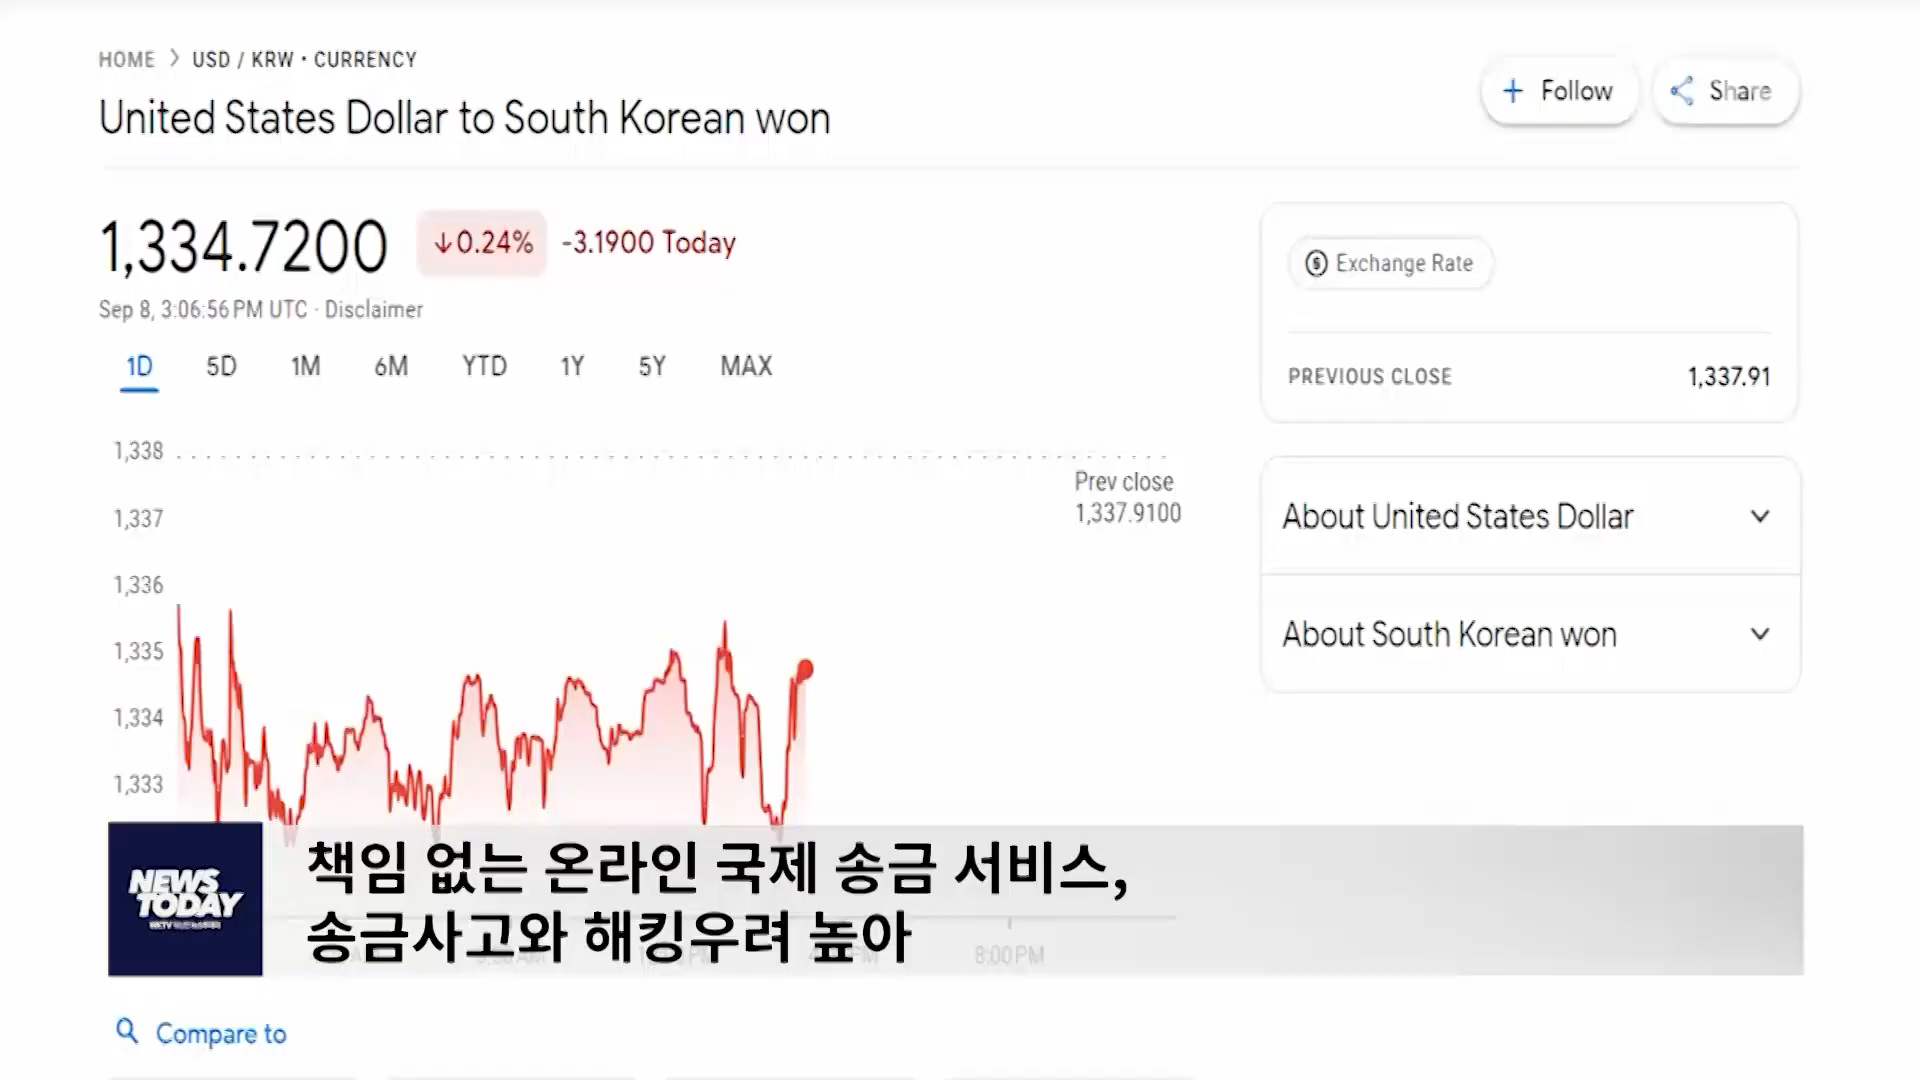 HOME > USD / KRW • CURRENCY
United States Dollar to South Korean won
+ Follow
Share
1,334.7200
↓0.24%
-3.1900 Today
Sep 8, 3:06:56 PM UTC · Disclaimer
1D 5D 1M 6M YTD 1Y 5Y MAX
Exchange Rate
PREVIOUS CLOSE 1,337.91
1,338
Prev close
1,337.9100
1,337
1,336
1,335
1,334
1,333
About United States Dollar
About South Korean won
NEWS
TODAY
책임 없는 온라인 국제 송금 서비스,
송금사고와 해킹우려 높아
8:00 PM
Compare to